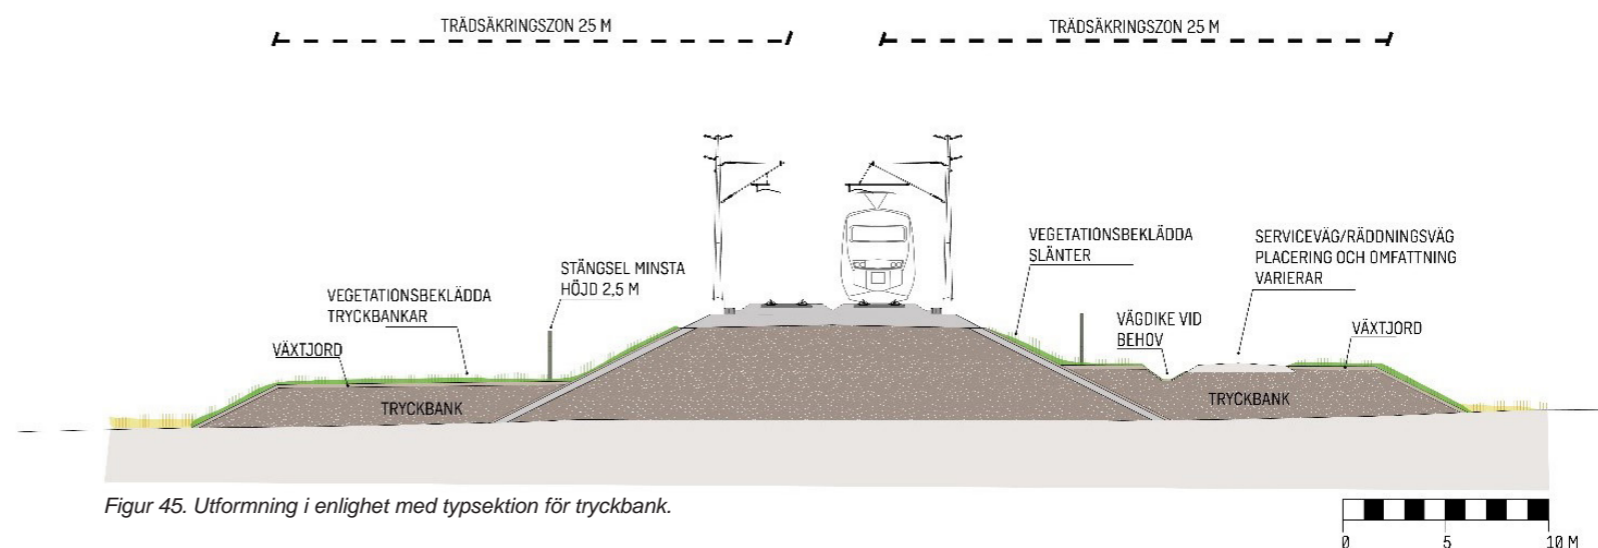 TRÄDSÄKRINGSZON 25 M
TRÄDSÄKRINGSZON 25 M
STÄNGSEL MINSTA
HÖJD 2,5 M
VEGETATIONSBEKLÄDDA
TRYCKBANKAR
VÄXTJORD
TRYCKBANK
VEGETATIONSBEKLÄDDA
SLÄNTER
SERVICEVÄG/RÄDDNINGSVÄG
PLACERING OCH OMFATTNING
VARIERAR
VÄGDIKE VID
BEHOV
VÄXTJORD
TRYCKBANK
Figur 45. Utformning i enlighet med typsektion för tryckbank.
0 5 10 M